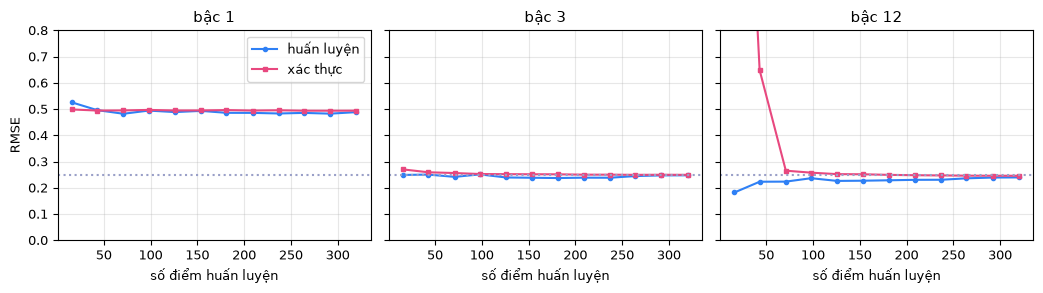 bậc 1
bậc 3
bậc 12
RMSE
0.8
0.7
0.6
0.5
0.4
0.3
0.2
0.1
0.0
huấn luyện
xác thực
50 100 150 200 250 300
50 100 150 200 250 300
50 100 150 200 250 300
số điểm huấn luyện
số điểm huấn luyện
số điểm huấn luyện